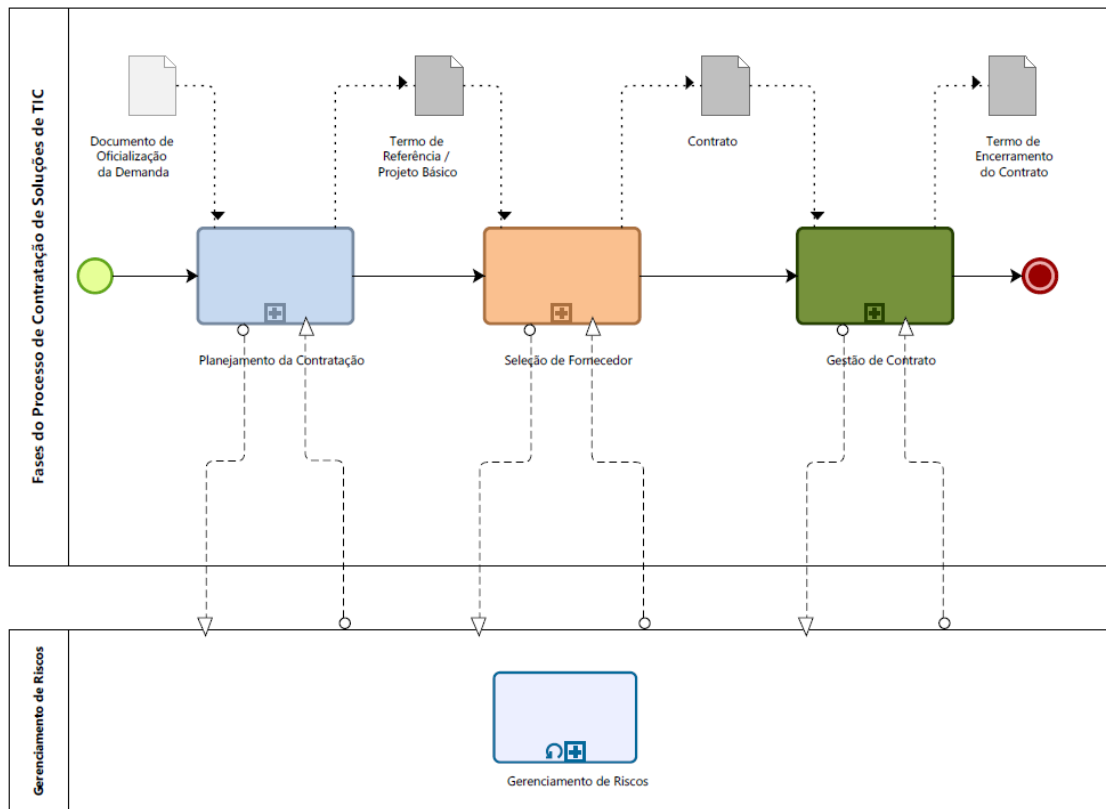 Fases do Processo de Contratação de Soluções de TIC
Documento de
Oficialização
da Demanda
Termo de
Referência /
Projeto Básico
Contrato
Termo de
Encerramento
do Contrato
Planejamento da Contratação
Seleção de Fornecedor
Gestão de Contrato
Gerenciamento de Riscos
Gerenciamento de Riscos